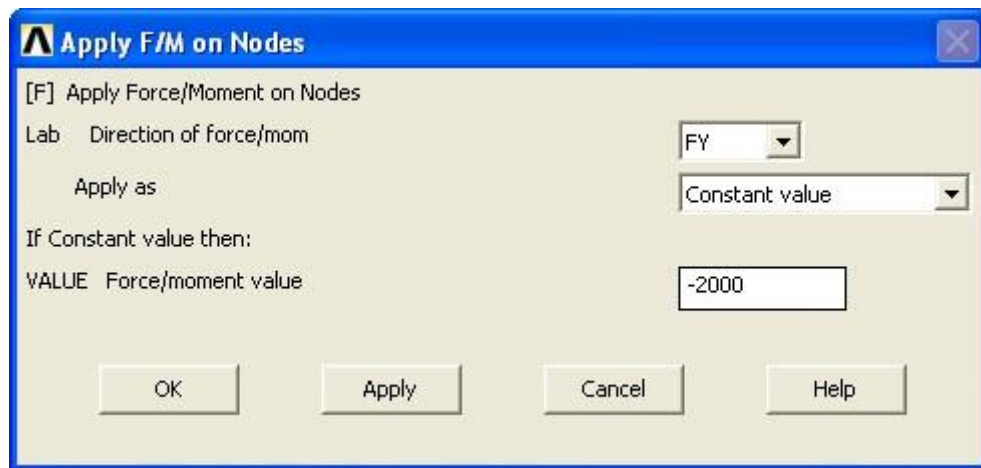 Apply F/M on Nodes
[F] Apply Force/Moment on Nodes
Lab Direction of force/mom FY
Apply as Constant value
If Constant value then:
VALUE Force/moment value -2000
OK Apply Cancel Help